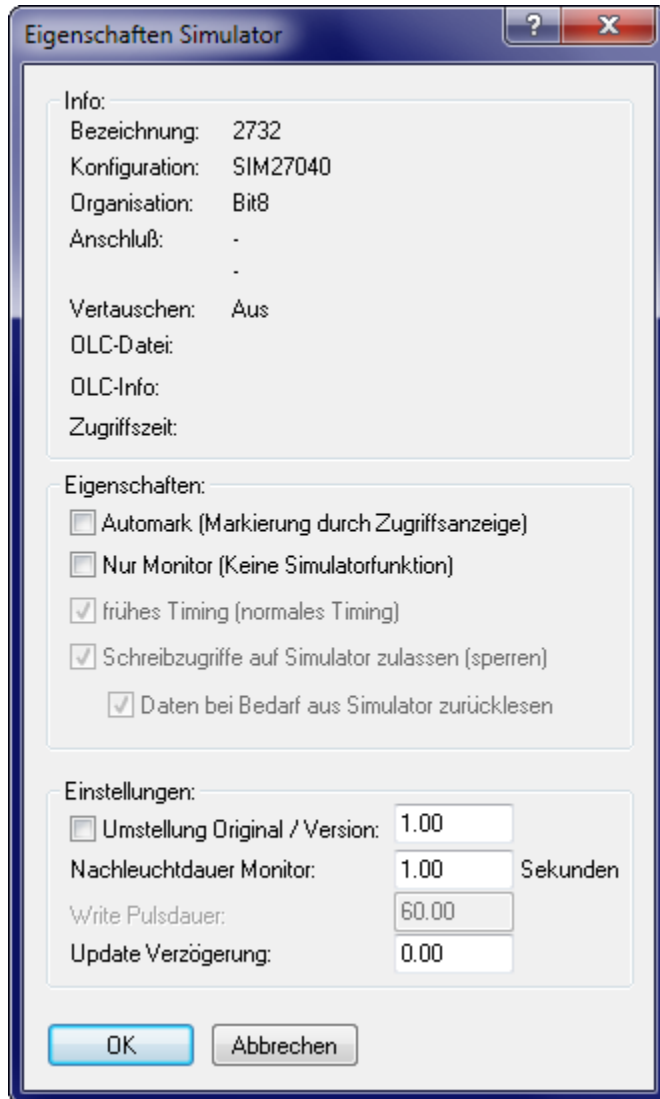 Eigenschaften Simulator
Info:
Bezeichnung: 2732
Konfiguration: SIM27040
Organisation: Bit8
Anschluß: -
-
Vertauschen: Aus
OLC-Datei:
OLC-Info:
Zugriffszeit:
Eigenschaften:
Automark (Markierung durch Zugriffsanzeige)
Nur Monitor (Keine Simulatorfunktion)
frühes Timing (normales Timing)
Schreibzugriffe auf Simulator zulassen (sperren)
Daten bei Bedarf aus Simulator zurücklesen
Einstellungen:
Umstellung Original / Version: 1.00
Nachleuchtdauer Monitor: 1.00 Sekunden
Write Pulsdauer: 60.00
Update Verzögerung: 0.00
OK Abbrechen